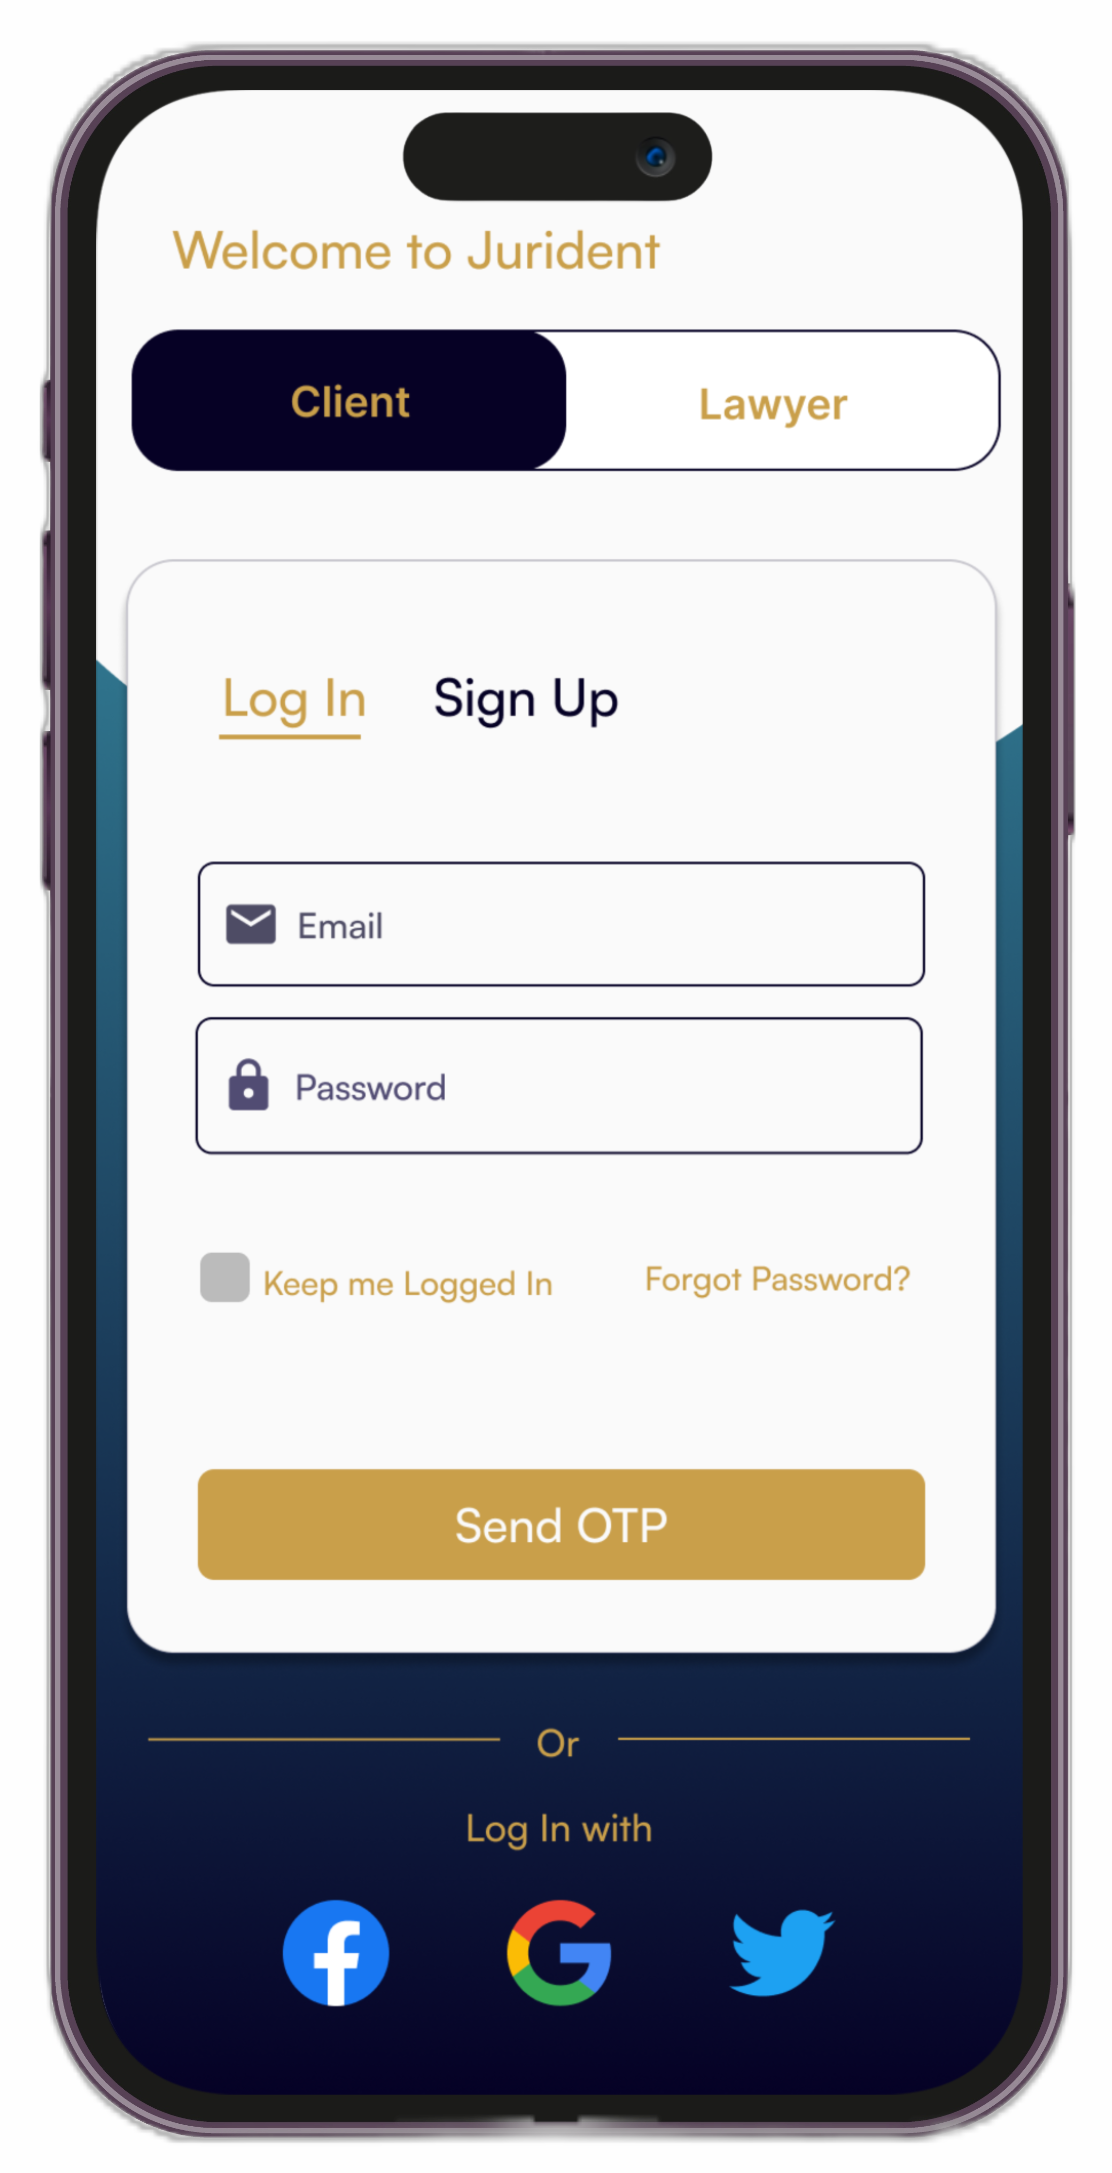 Welcome to Jurident
Client Lawyer
Log In Sign Up
Email
Password
Keep me Logged In Forgot Password?
Send OTP
Or
Log In with